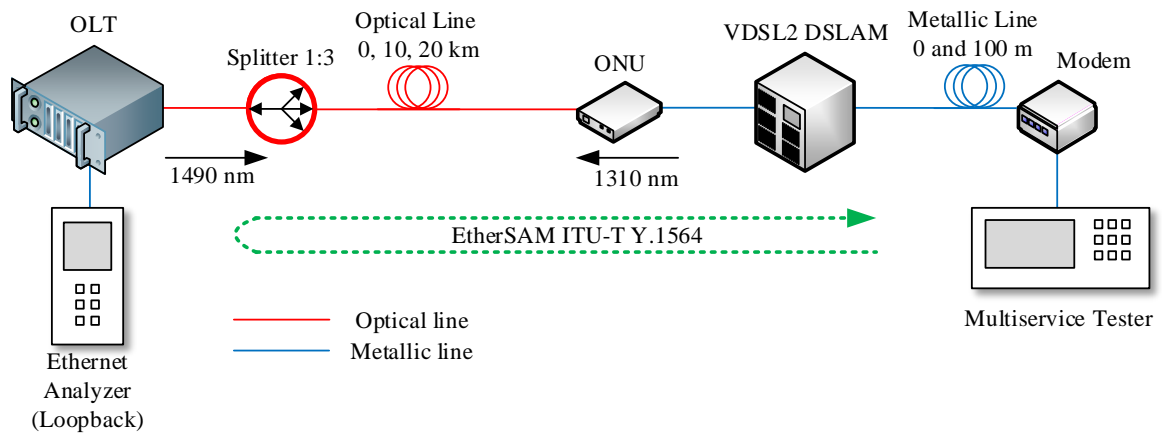 OLT
Splitter 1:3
Optical Line
0, 10, 20 km
ONU
VDSL2 DSLAM
Metallic Line
0 and 100 m
Modem
1490 nm
1310 nm
EtherSAM ITU-T Y.1564
Optical line
Metallic line
Ethernet
Analyzer
(Loopback)
Multiservice Tester